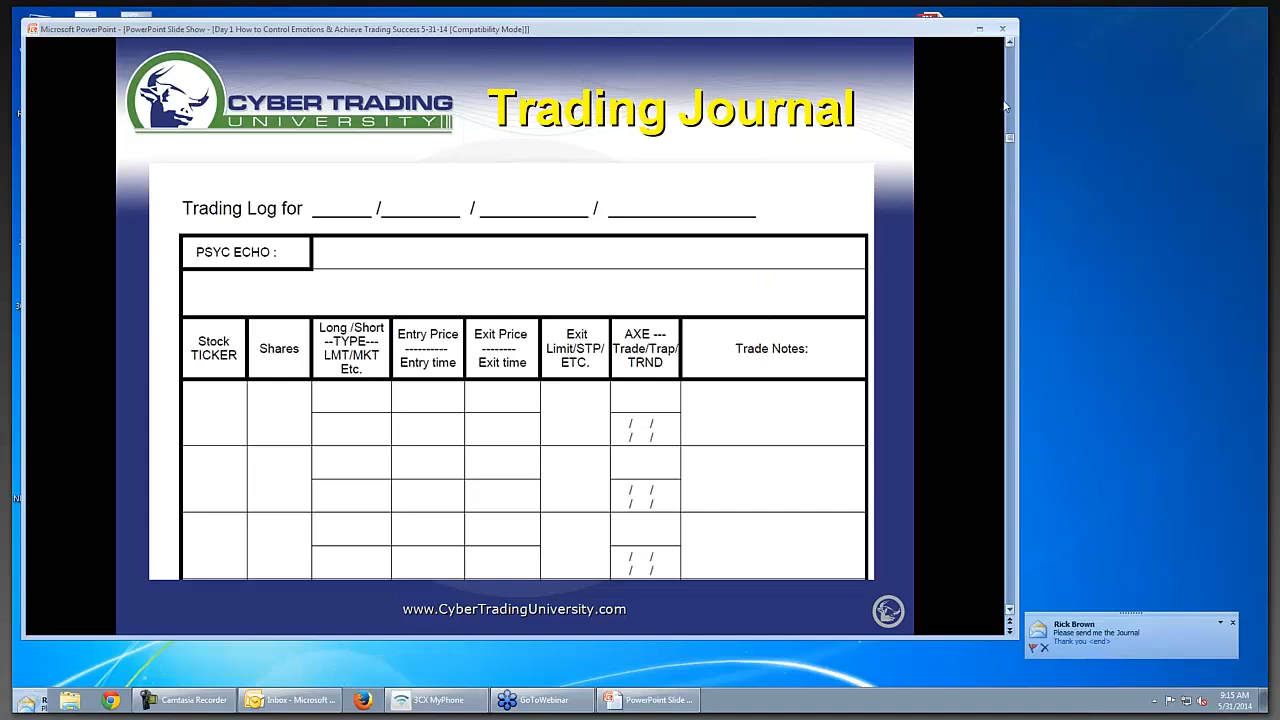 Microsoft PowerPoint - [PowerPoint Slide Show - [Day 1 How to Control Emotions & Achieve Trading Success 5-31-14 [Compatibility Mode]]]
CYBER TRADING
UNIVERSITY
Trading Journal
Trading Log for ______ /________ / ___________ / _______________
PSYC ECHO :
Stock
TICKER
Shares
Long /Short
--TYPE---
LMT/MKT
Etc.
Entry Price
----------
Entry time
Exit Price
--------
Exit time
Exit
Limit/STP/
ETC.
AXE ---
Trade/Trap/
TRND
Trade Notes:
/ /
/ /
/ /
/ /
/ /
/ /
www.CyberTradingUniversity.com
Rick Brown
Please send me the Journal
Thank you <end>
Camtasia Recorder
Inbox - Microsoft ...
3CX MyPhone
GoToWebinar
PowerPoint Slide ...
9:15 AM
5/31/2014